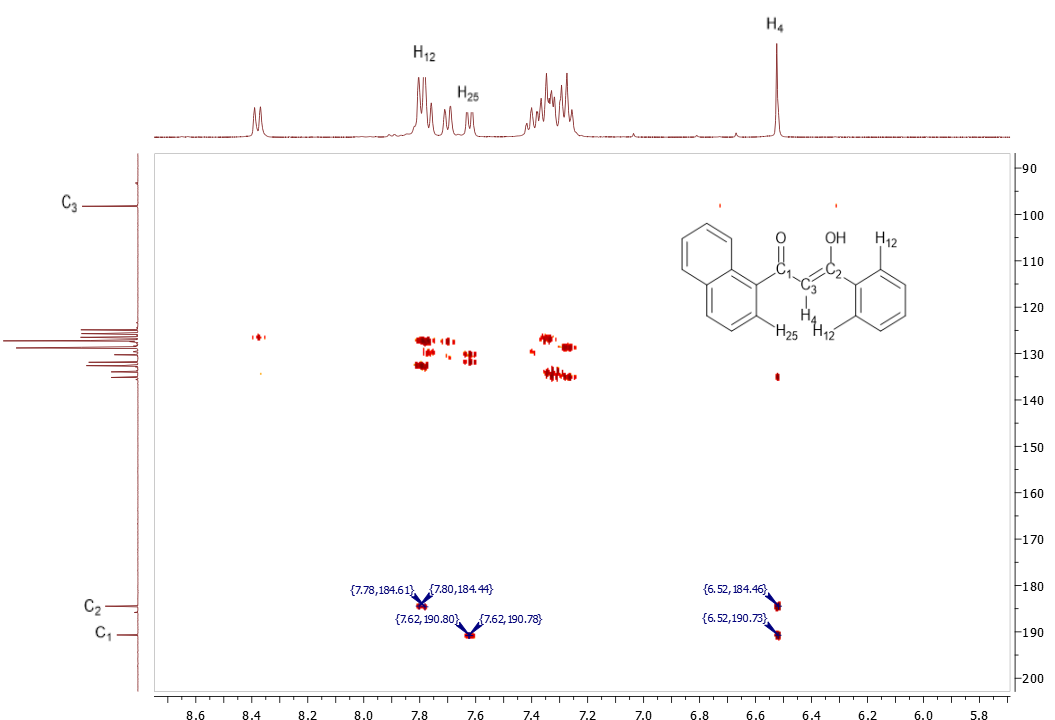 H4
H12
H25
90
C3
100
O
OH
H12
110
C1
C2
C3
120
H4
H25
H12
130
140
150
160
170
180
{7.78,184.61}
{7.80,184.44}
{6.52,184.46}
C2
{7.62,190.80}
{7.62,190.78}
{6.52,190.73}
190
C1
200
8.6 8.4 8.2 8.0 7.8 7.6 7.4 7.2 7.0 6.8 6.6 6.4 6.2 6.0 5.8